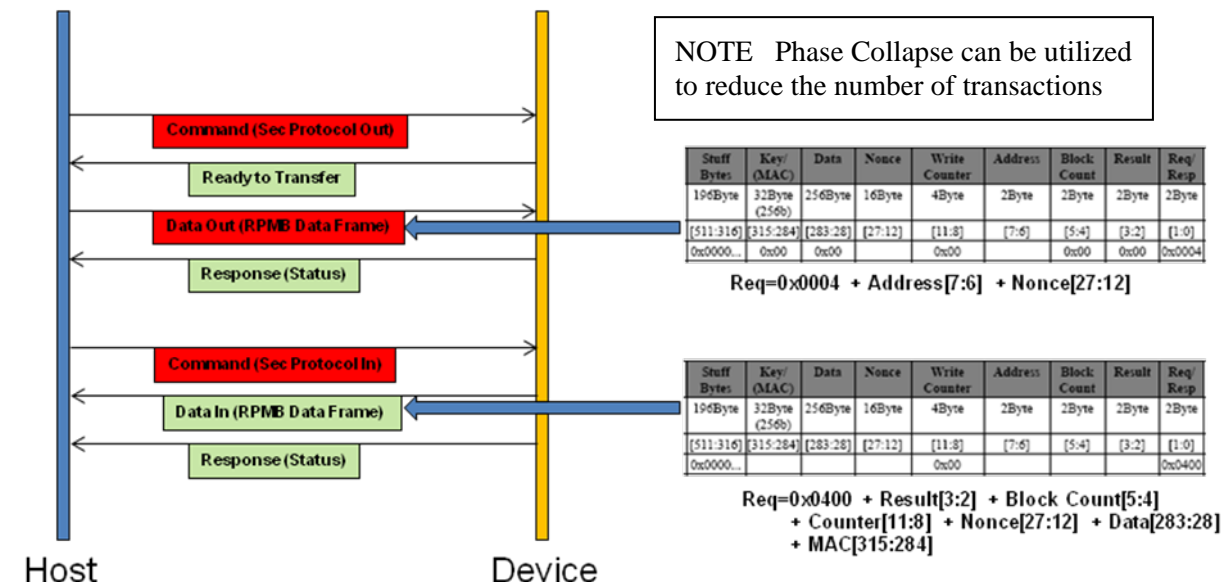 NOTE Phase Collapse can be utilized
to reduce the number of transactions
Command (Sec Protocol Out)
Ready to Transfer
Data Out (RPMB Data Frame)
Response (Status)
Stuff Bytes Key/ (MAC) Data Nonce Write Counter Address Block Count Result Req/ Resp
196Byte 32Byte (256b) 256Byte 16Byte 4Byte 2Byte 2Byte 2Byte 2Byte
[511:316] [315:284] [283:28] [27:12] [11:8] [7:6] [5:4] [3:2] [1:0]
0x0000... 0x00 0x00 0x00 0x00 0x00 0x0004
Req=0x0004 + Address[7:6] + Nonce[27:12]
Command (Sec Protocol In)
Data In (RPMB Data Frame)
Response (Status)
Stuff Bytes Key/ (MAC) Data Nonce Write Counter Address Block Count Result Req/ Resp
196Byte 32Byte (256b) 256Byte 16Byte 4Byte 2Byte 2Byte 2Byte 2Byte
[511:316] [315:284] [283:28] [27:12] [11:8] [7:6] [5:4] [3:2] [1:0]
0x0000... 0x00 0x0400
Req=0x0400 + Result[3:2] + Block Count[5:4]
+ Counter[11:8] + Nonce[27:12] + Data[283:28]
+ MAC[315:284]
Host
Device